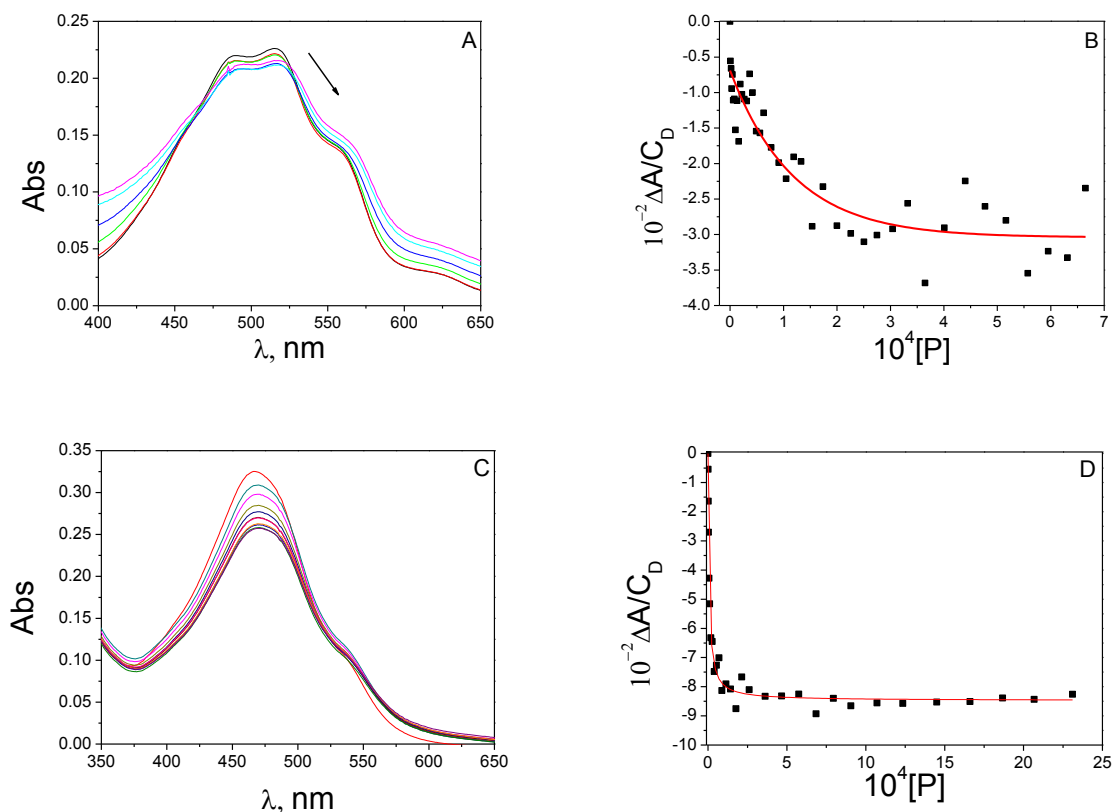 A
0.25
0.20
0.15
0.10
0.05
0.00
Abs
400 450 500 550 600 650
λ, nm
B
0.0
-0.5
-1.0
-1.5
-2.0
-2.5
-3.0
-3.5
-4.0
10⁻² ΔA/C_D
0 1 2 3 4 5 6 7
10⁴[P]
C
0.35
0.30
0.25
0.20
0.15
0.10
0.05
0.00
Abs
350 400 450 500 550 600 650
λ, nm
D
0
-1
-2
-3
-4
-5
-6
-7
-8
-9
-10
10⁻² ΔA/C_D
0 5 10 15 20 25
10⁴[P]